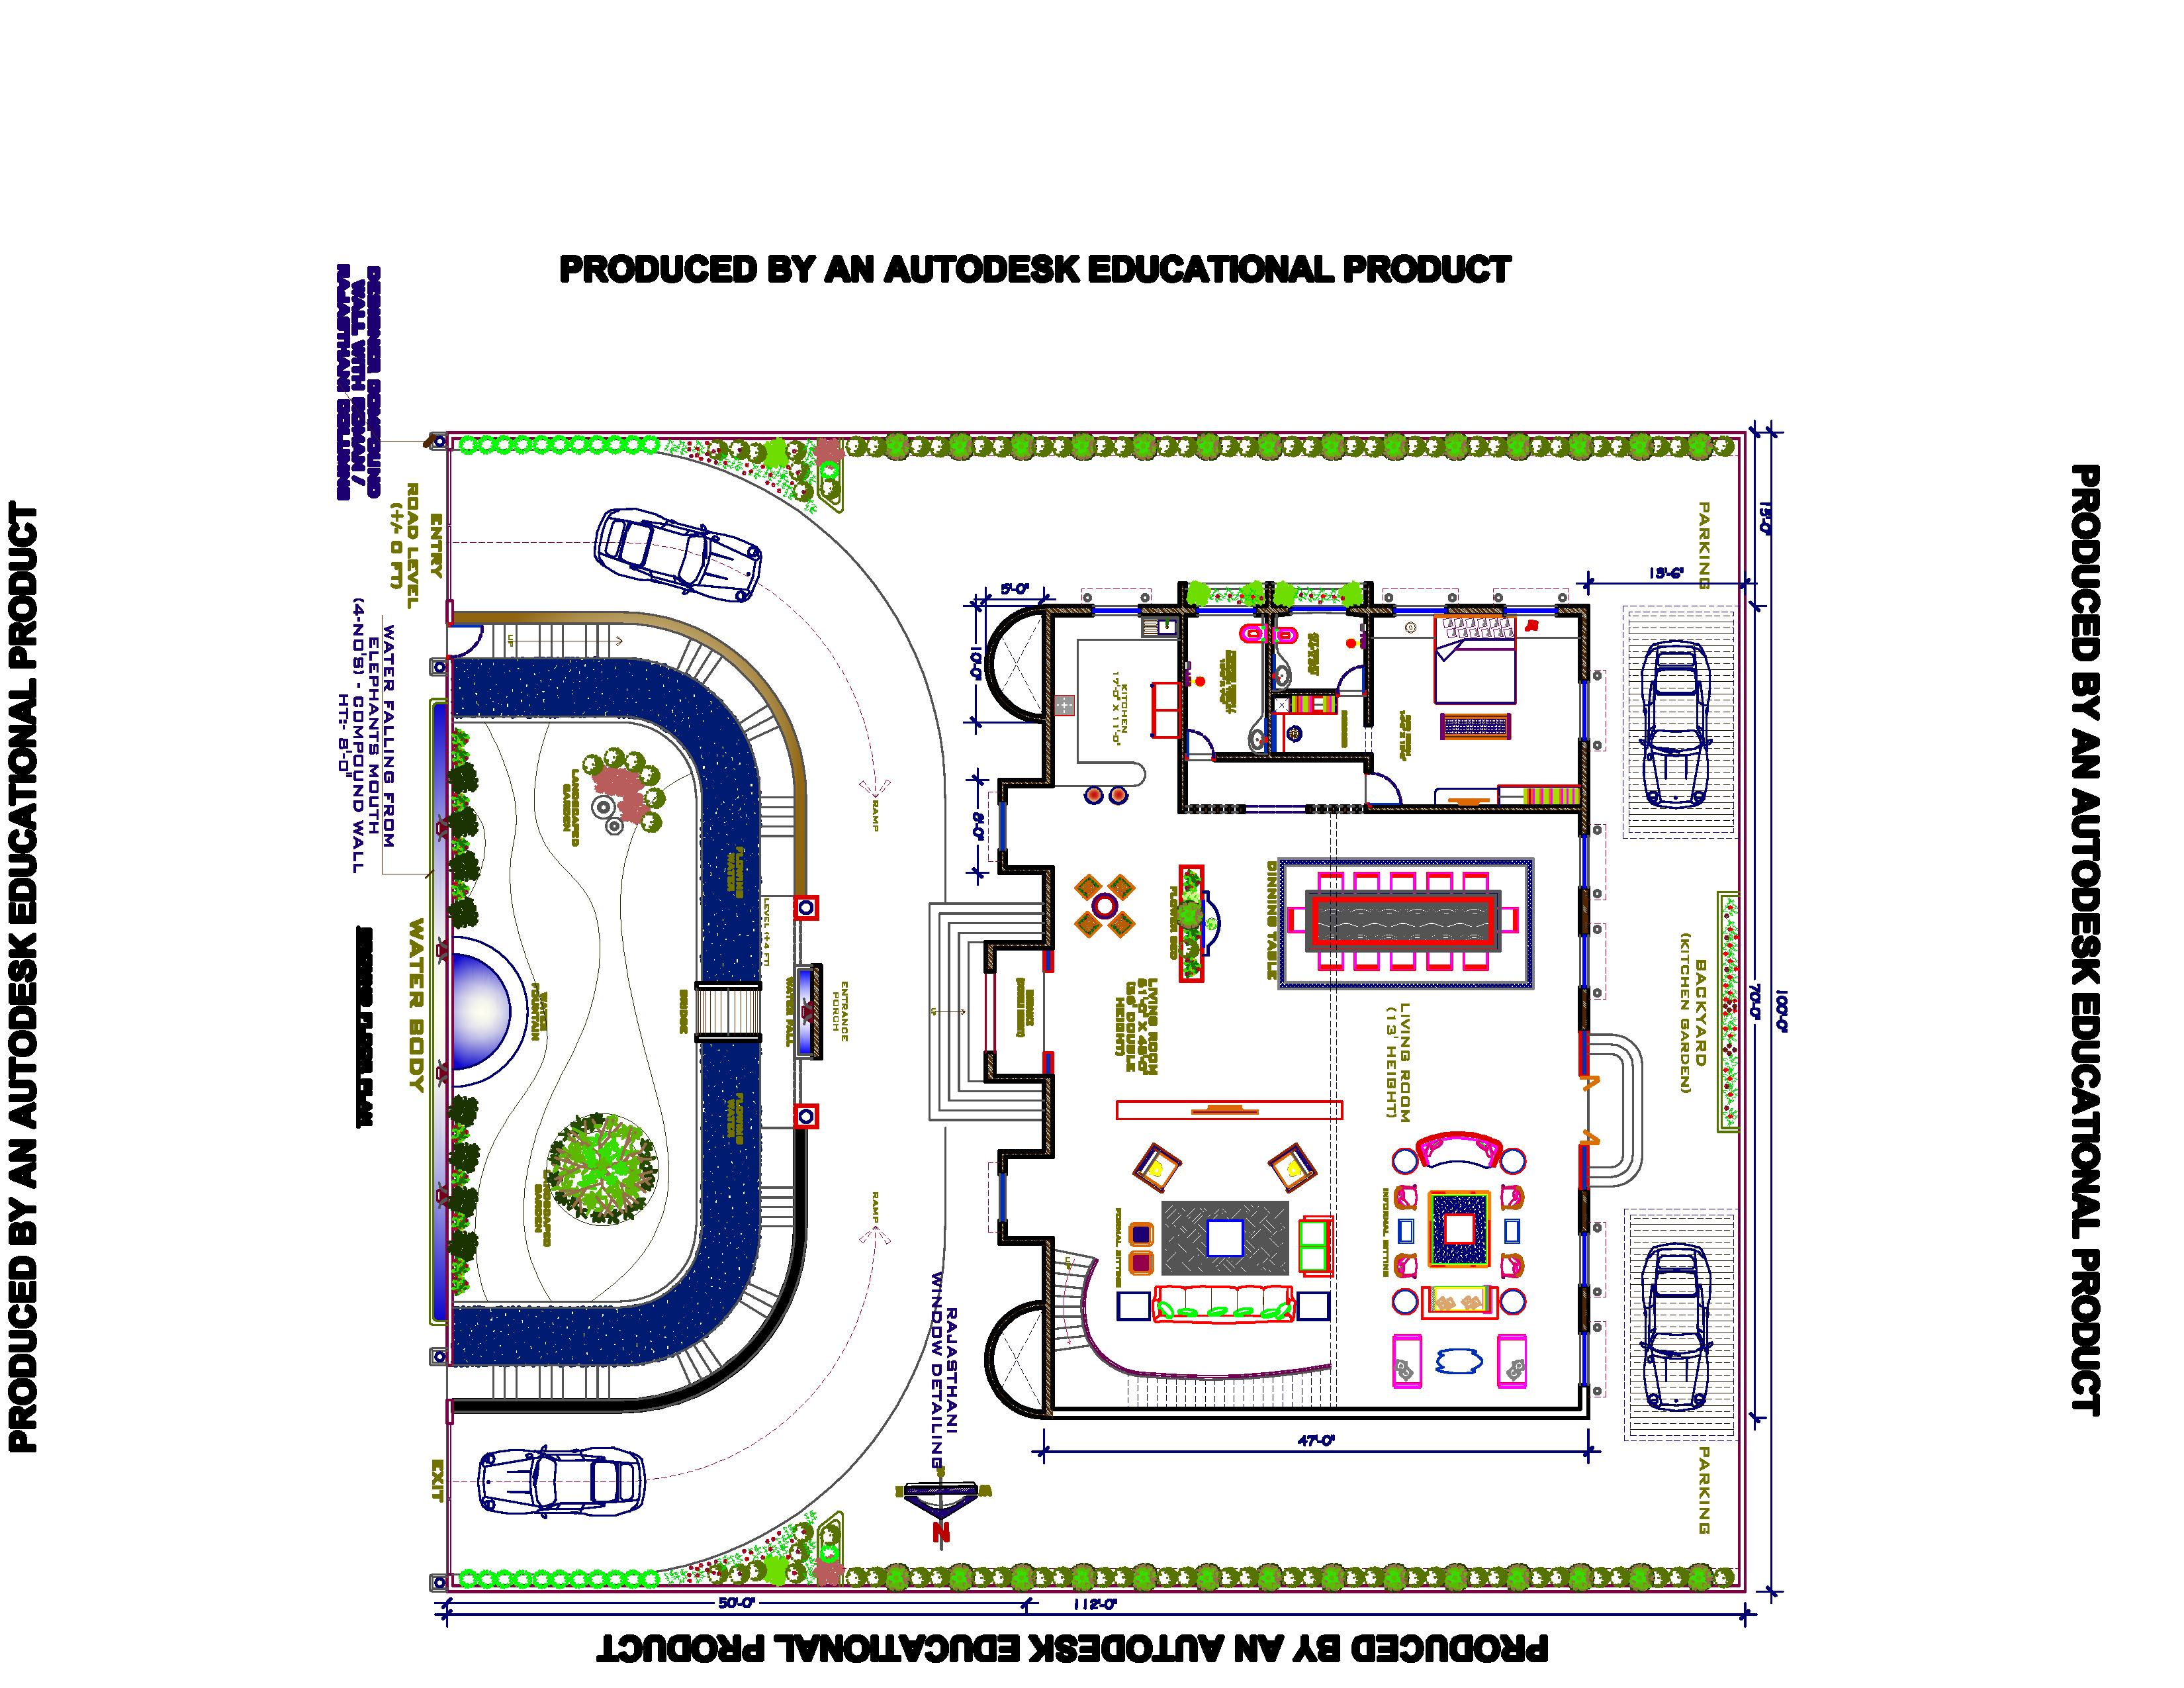 PRODUCED BY AN AUTODESK EDUCATIONAL PRODUCT
DESIGNER COMPOUND
WALL WITH ROMAN /
RAJASTHANI COLUMNS
ENTRY
ROAD LEVEL
(+/- 0 FT)
WATER FALLING FROM
ELEPHANTS MOUTH
(4-NO'S) - COMPOUND WALL
HT:- 8'-0"
WATER BODY
EXIT
UP
LANDSCAPED
GARDEN
WATER
FOUNTAIN
LANDSCAPED
GARDEN
FLOWING
WATER
FLOWING
WATER
BRIDGE
LEVEL (+4 FT
WATER FALL
ENTRANCE
PORCH
RAMP
RAMP
UP
RAJASTHANI
WINDOW DETAILING
N
5'-0"
10'-0"
8'-0"
KITCHEN
17'-0" X 11'-0"
FLOWER BED
DINNING TABLE
LIVING ROOM
51'-0" X 46'-0"
(26' DOUBLE
HEIGHT)
LIVING ROOM
(13' HEIGHT)
FORMAL SITTING
INFORMAL SITTING
UP
PARKING
BACKYARD
(KITCHEN GARDEN)
PARKING
13'-6"
15'-0"
70'-0"
100'-0"
47'-0"
50'-0"
112'-0"
PRODUCED BY AN AUTODESK EDUCATIONAL PRODUCT
PRODUCED BY AN AUTODESK EDUCATIONAL PRODUCT
PRODUCED BY AN AUTODESK EDUCATIONAL PRODUCT